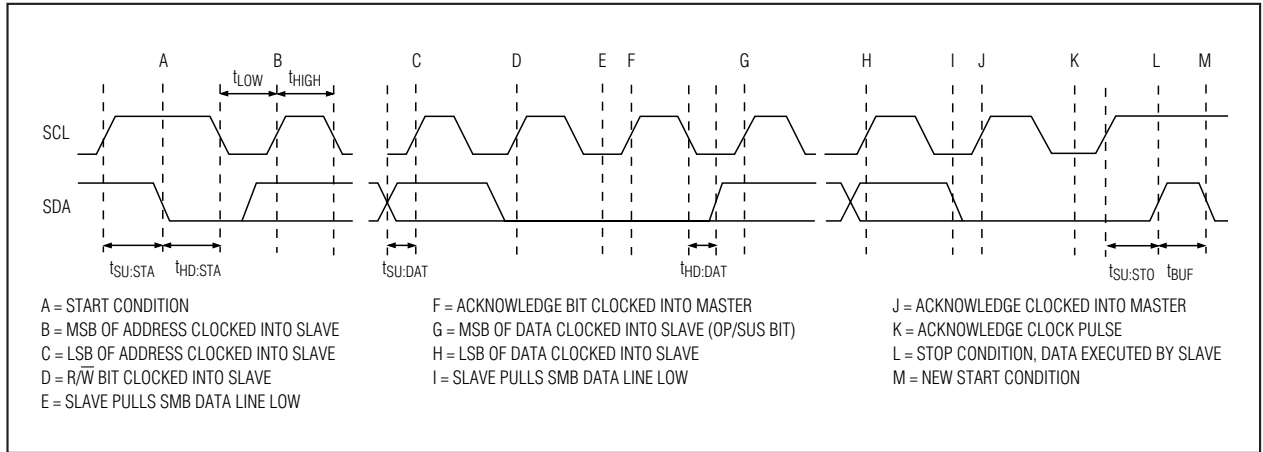 A B C D E F G H I J K L M
tLOW tHIGH
SCL
SDA
tSU:STA tHD:STA tSU:DAT tHD:DAT tSU:STO tBUF
A = START CONDITION
B = MSB OF ADDRESS CLOCKED INTO SLAVE
C = LSB OF ADDRESS CLOCKED INTO SLAVE
D = R/W̅ BIT CLOCKED INTO SLAVE
E = SLAVE PULLS SMB DATA LINE LOW
F = ACKNOWLEDGE BIT CLOCKED INTO MASTER
G = MSB OF DATA CLOCKED INTO SLAVE (OP/SUS BIT)
H = LSB OF DATA CLOCKED INTO SLAVE
I = SLAVE PULLS SMB DATA LINE LOW
J = ACKNOWLEDGE CLOCKED INTO MASTER
K = ACKNOWLEDGE CLOCK PULSE
L = STOP CONDITION, DATA EXECUTED BY SLAVE
M = NEW START CONDITION